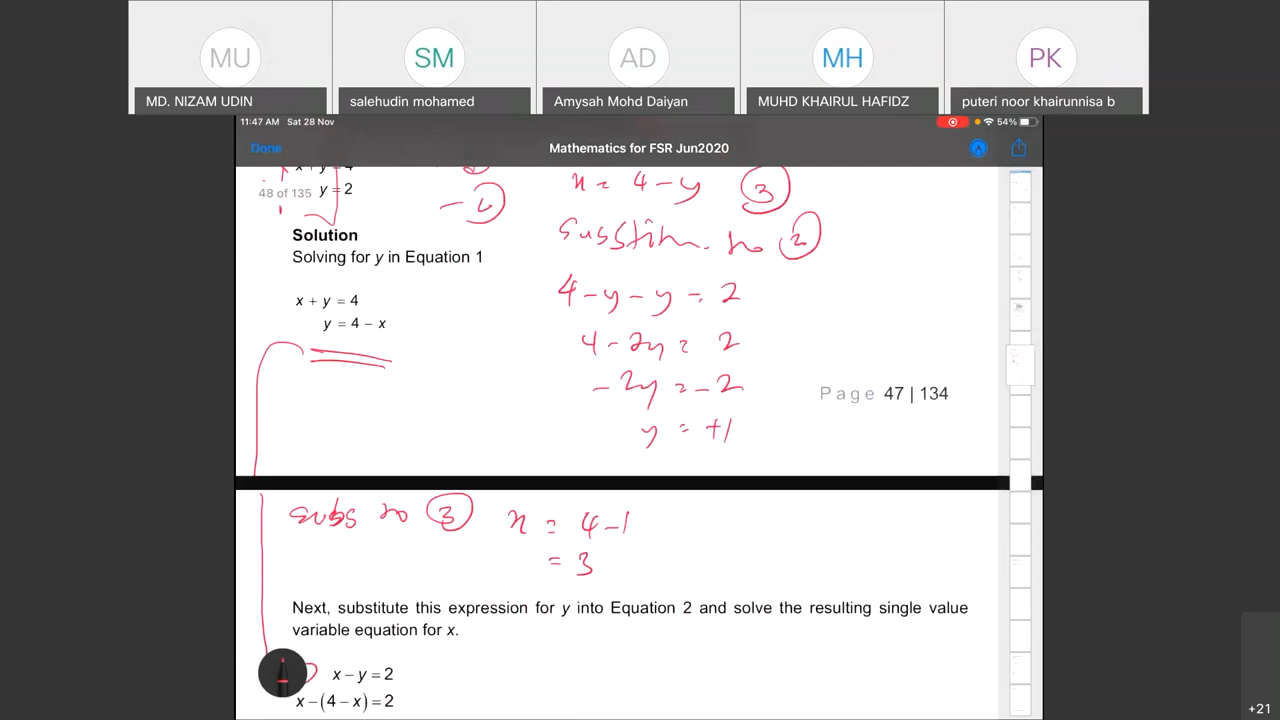 MU SM AD MH PK
MD. NIZAM UDIN salehudin mohamed Amysah Mohd Daiyan MUHD KHAIRUL HAFIDZ puteri noor khairunnisa b
11:47 AM Sat 28 Nov 54%
Done Mathematics for FSR Jun2020
48 of 135
y = 2
x = 4 - y ③
②
Solution
Solving for y in Equation 1
x + y = 4
y = 4 - x
4 - y - y = 2
4 - 2y = 2
- 2y = - 2
y = +1
Page 47 | 134
subs to ③ x = 4 - 1
= 3
Next, substitute this expression for y into Equation 2 and solve the resulting single value
variable equation for x.
x - y = 2
x - (4 - x) = 2
+21